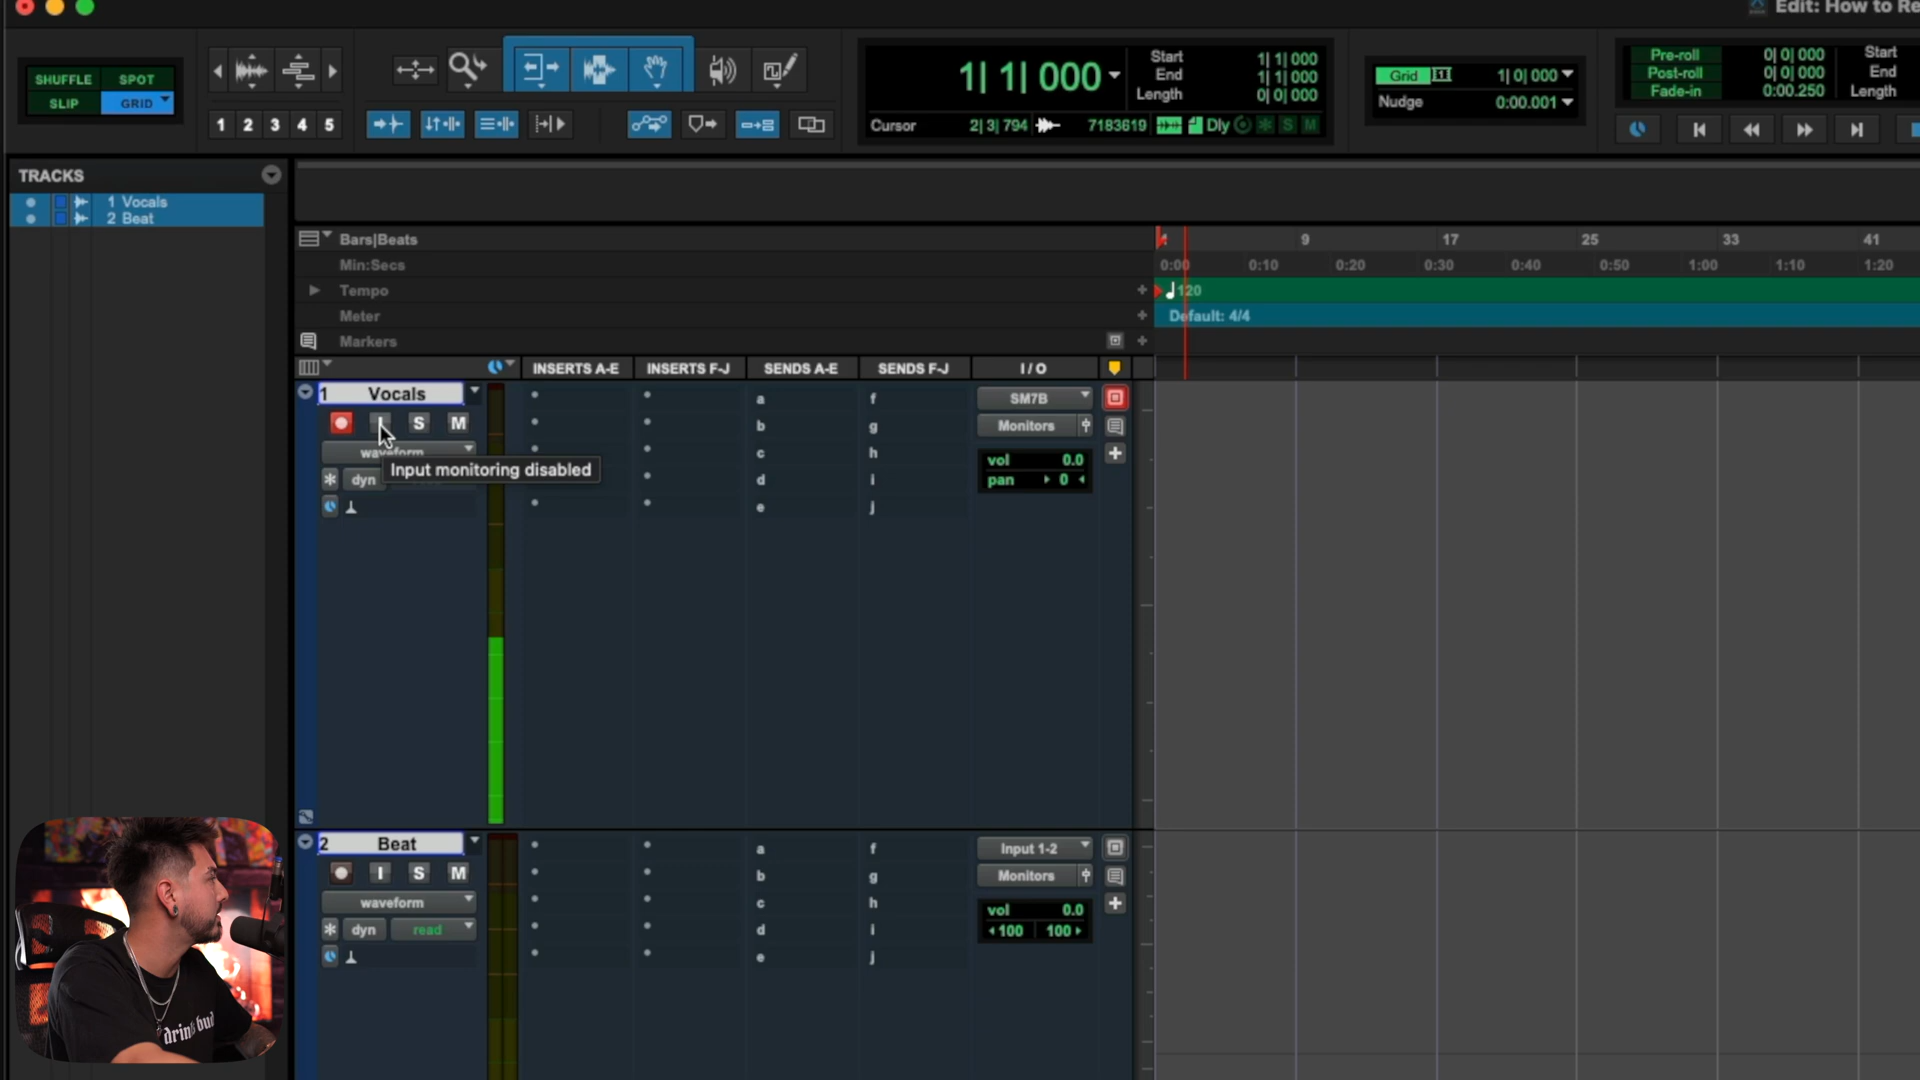 Edit: How to Re
SHUFFLE SPOT
SLIP GRID
1 2 3 4 5
1| 1| 000
Start 1| 1| 000
End 1| 1| 000
Length 0| 0| 000
Cursor 2| 3| 794 7183619 Dly S M
Grid 1| 0| 000
Nudge 0:00.001
Pre-roll 0| 0| 000 Start
Post-roll 0| 0| 000 End
Fade-in 0:00.250 Length
TRACKS
1 Vocals
2 Beat
Bars|Beats 9 17 25 33 41
Min:Secs 0:00 0:10 0:20 0:30 0:40 0:50 1:00 1:10 1:20
Tempo 120
Meter Default: 4/4
Markers
INSERTS A-E INSERTS F-J SENDS A-E SENDS F-J I / O
1 Vocals a f SM7B
I S M b g Monitors
waveform c h vol 0.0
Input monitoring disabled
dyn d i pan 0
e j
2 Beat a f Input 1-2
I S M b g Monitors
waveform c h vol 0.0
dyn read d i 100 100
e j